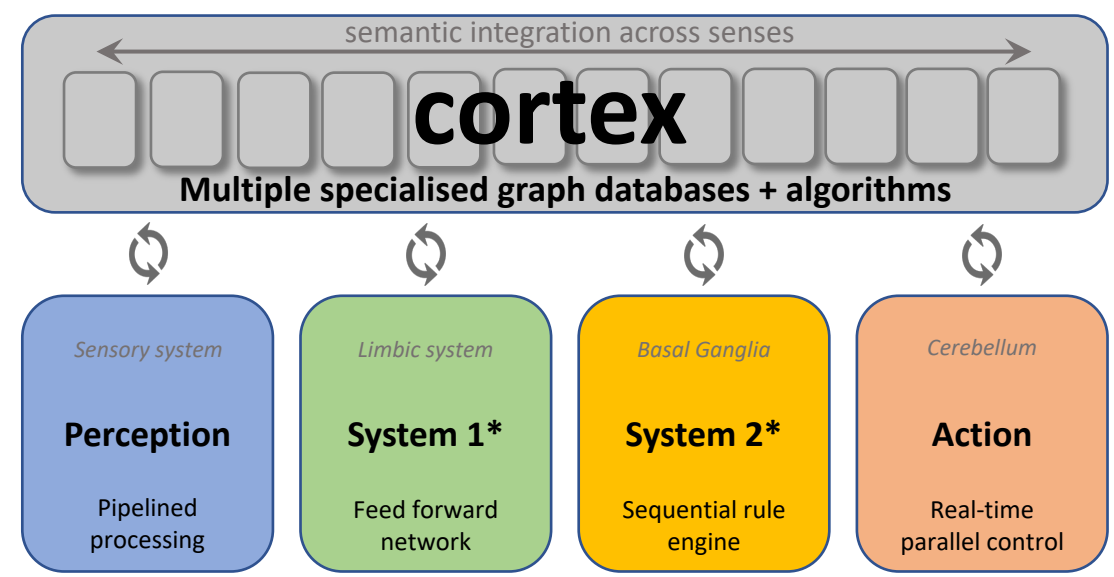 semantic integration across senses
cortex
Multiple specialised graph databases + algorithms
Sensory system
Perception
Pipelined
processing
Limbic system
System 1*
Feed forward
network
Basal Ganglia
System 2*
Sequential rule
engine
Cerebellum
Action
Real-time
parallel control